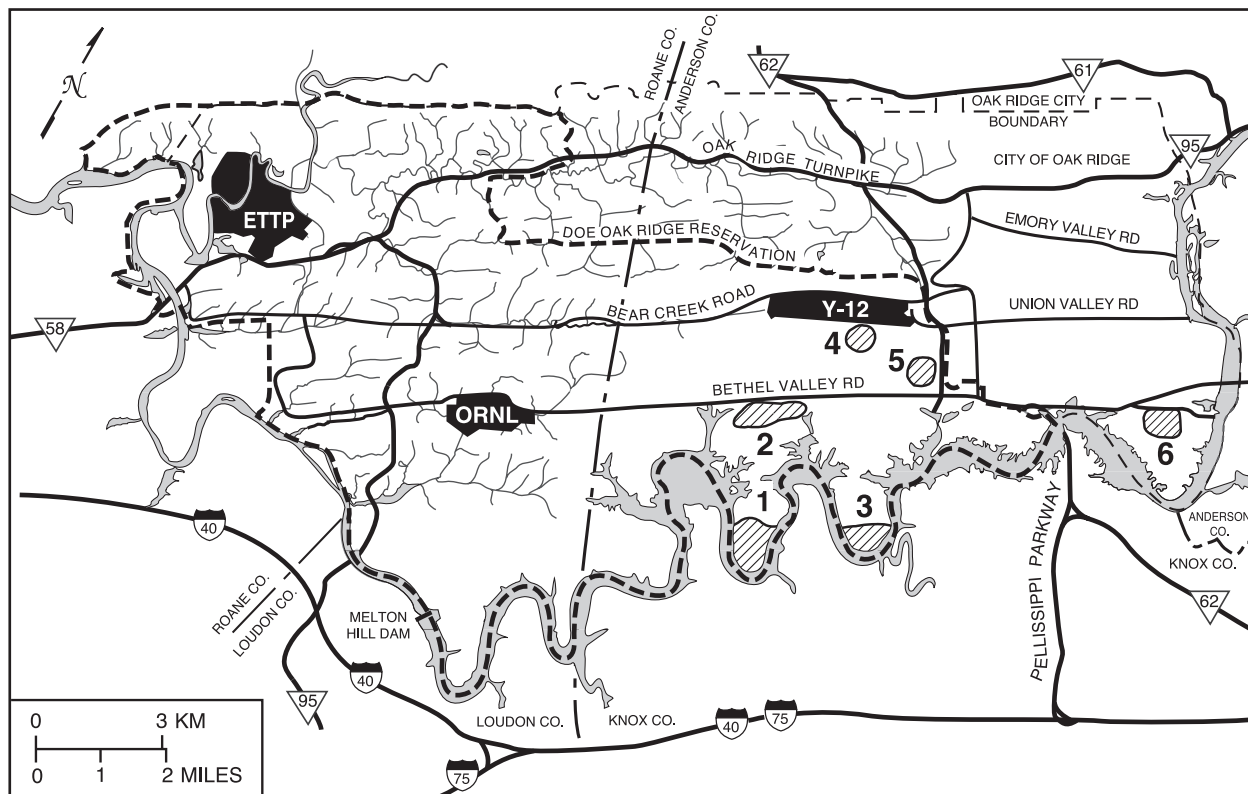 N
ROANE CO.
ANDERSON CO.
62
61
OAK RIDGE CITY
BOUNDARY
95
CITY OF OAK RIDGE
OAK RIDGE TURNPIKE
ETTP
EMORY VALLEY RD
DOE OAK RIDGE RESERVATION
BEAR CREEK ROAD
Y-12
UNION VALLEY RD
58
4
5
BETHEL VALLEY RD
ORNL
2
6
1
3
40
ANDERSON
CO.
KNOX CO.
PELLISSIPPI PARKWAY
ROANE CO.
LOUDON CO.
MELTON
HILL DAM
62
40
95
LOUDON CO.
KNOX CO.
40
75
75
0
3 KM
0
1
2 MILES